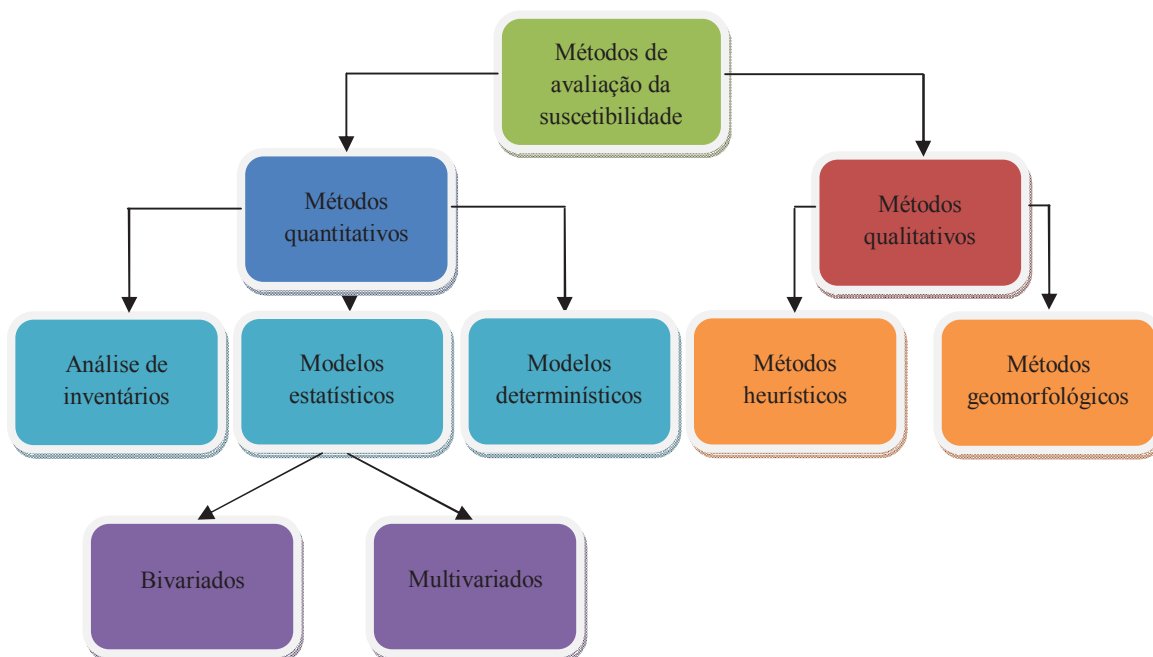 Métodos de
avaliação da
suscetibilidade
Métodos
quantitativos
Métodos
qualitativos
Análise de
inventários
Modelos
estatísticos
Modelos
determinísticos
Métodos
heurísticos
Métodos
geomorfológicos
Bivariados
Multivariados